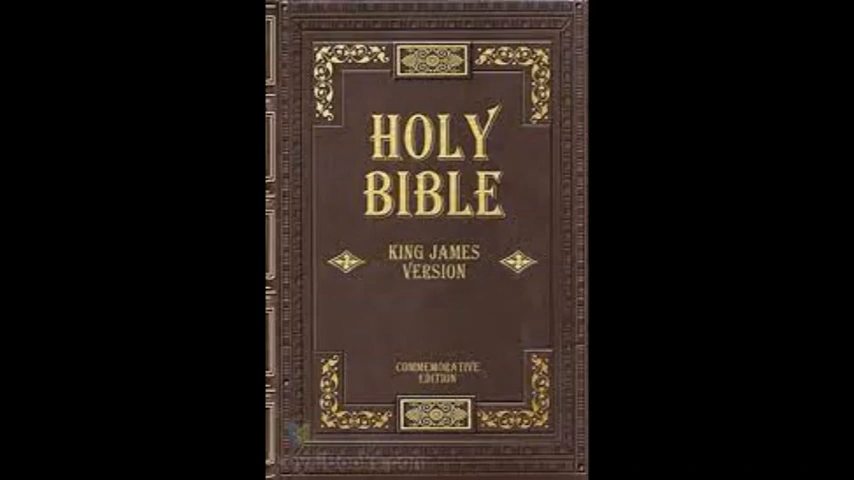 HOLY
BIBLE
KING JAMES
VERSION
COMMEMORATIVE
EDITION